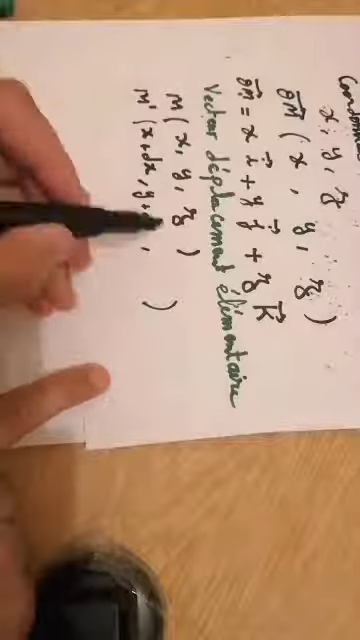 x, y, z
OM⃗ ( x , y, z )
OM⃗ = x i⃗ + y j⃗ + z k⃗
Vecteur déplacement élémentaire
M ( x, y, z )
M' ( x+dx, y+ , )